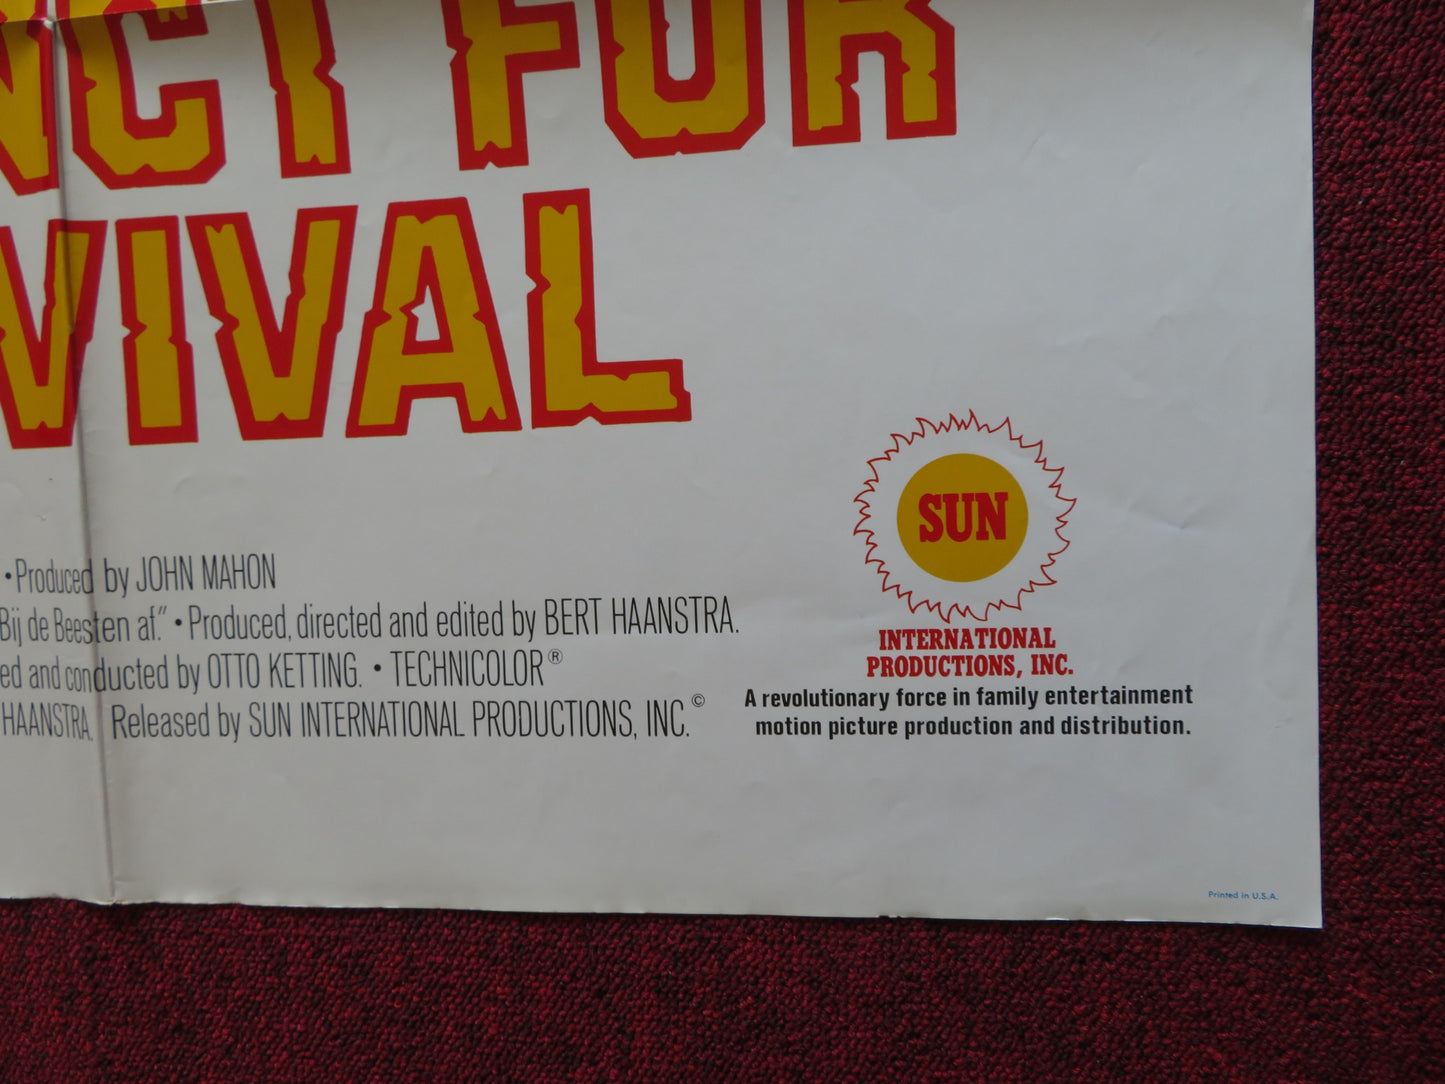 NCT FOR
VIVAL
SUN
INTERNATIONAL
PRODUCTIONS, INC.
A revolutionary force in family entertainment
motion picture production and distribution.
• Produced by JOHN MAHON
Bij de Beesten af." • Produced, directed and edited by BERT HAANSTRA.
ed and conducted by OTTO KETTING. • TECHNICOLOR®
HAANSTRA. Released by SUN INTERNATIONAL PRODUCTIONS, INC.©
Printed in U.S.A.